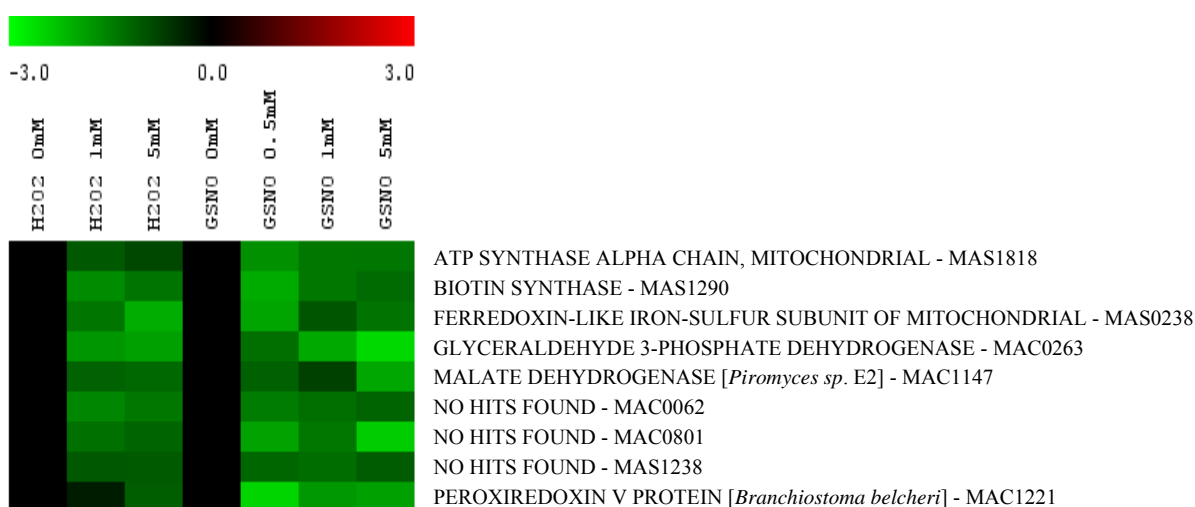 -3.0 0.0 3.0
H2O2 0mM
H2O2 1mM
H2O2 5mM
GSNO 0mM
GSNO 0.5mM
GSNO 1mM
GSNO 5mM
ATP SYNTHASE ALPHA CHAIN, MITOCHONDRIAL - MAS1818
BIOTIN SYNTHASE - MAS1290
FERREDOXIN-LIKE IRON-SULFUR SUBUNIT OF MITOCHONDRIAL - MAS0238
GLYCERALDEHYDE 3-PHOSPHATE DEHYDROGENASE - MAC0263
MALATE DEHYDROGENASE [Piromyces sp. E2] - MAC1147
NO HITS FOUND - MAC0062
NO HITS FOUND - MAC0801
NO HITS FOUND - MAS1238
PEROXIREDOXIN V PROTEIN [Branchiostoma belcheri] - MAC1221